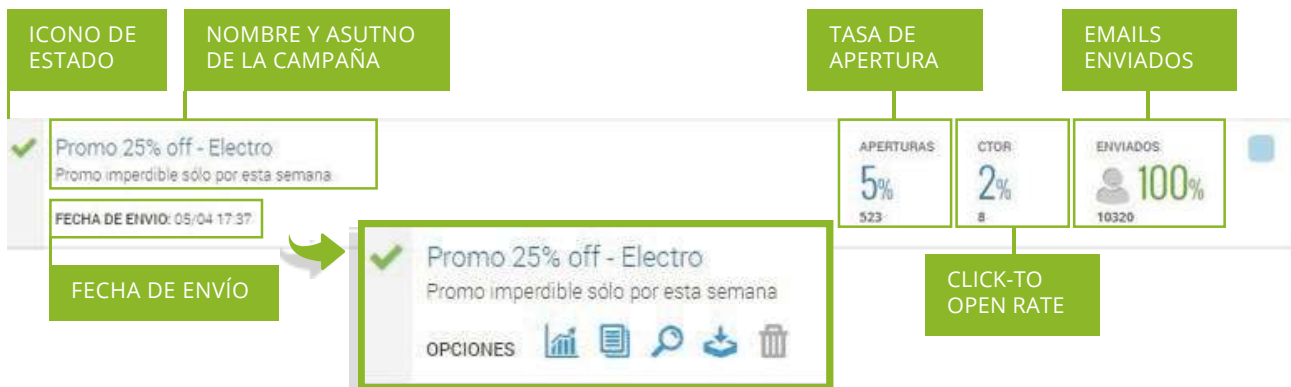 ICONO DE
ESTADO
NOMBRE Y ASUTNO
DE LA CAMPAÑA
TASA DE
APERTURA
EMAILS
ENVIADOS
Promo 25% off - Electro
Promo imperdible sólo por esta semana
FECHA DE ENVIO: 05/04 17:37
APERTURAS
5%
523
CTOR
2%
8
ENVIADOS
100%
10320
FECHA DE ENVÍO
Promo 25% off - Electro
Promo imperdible sólo por esta semana
OPCIONES
CLICK-TO
OPEN RATE